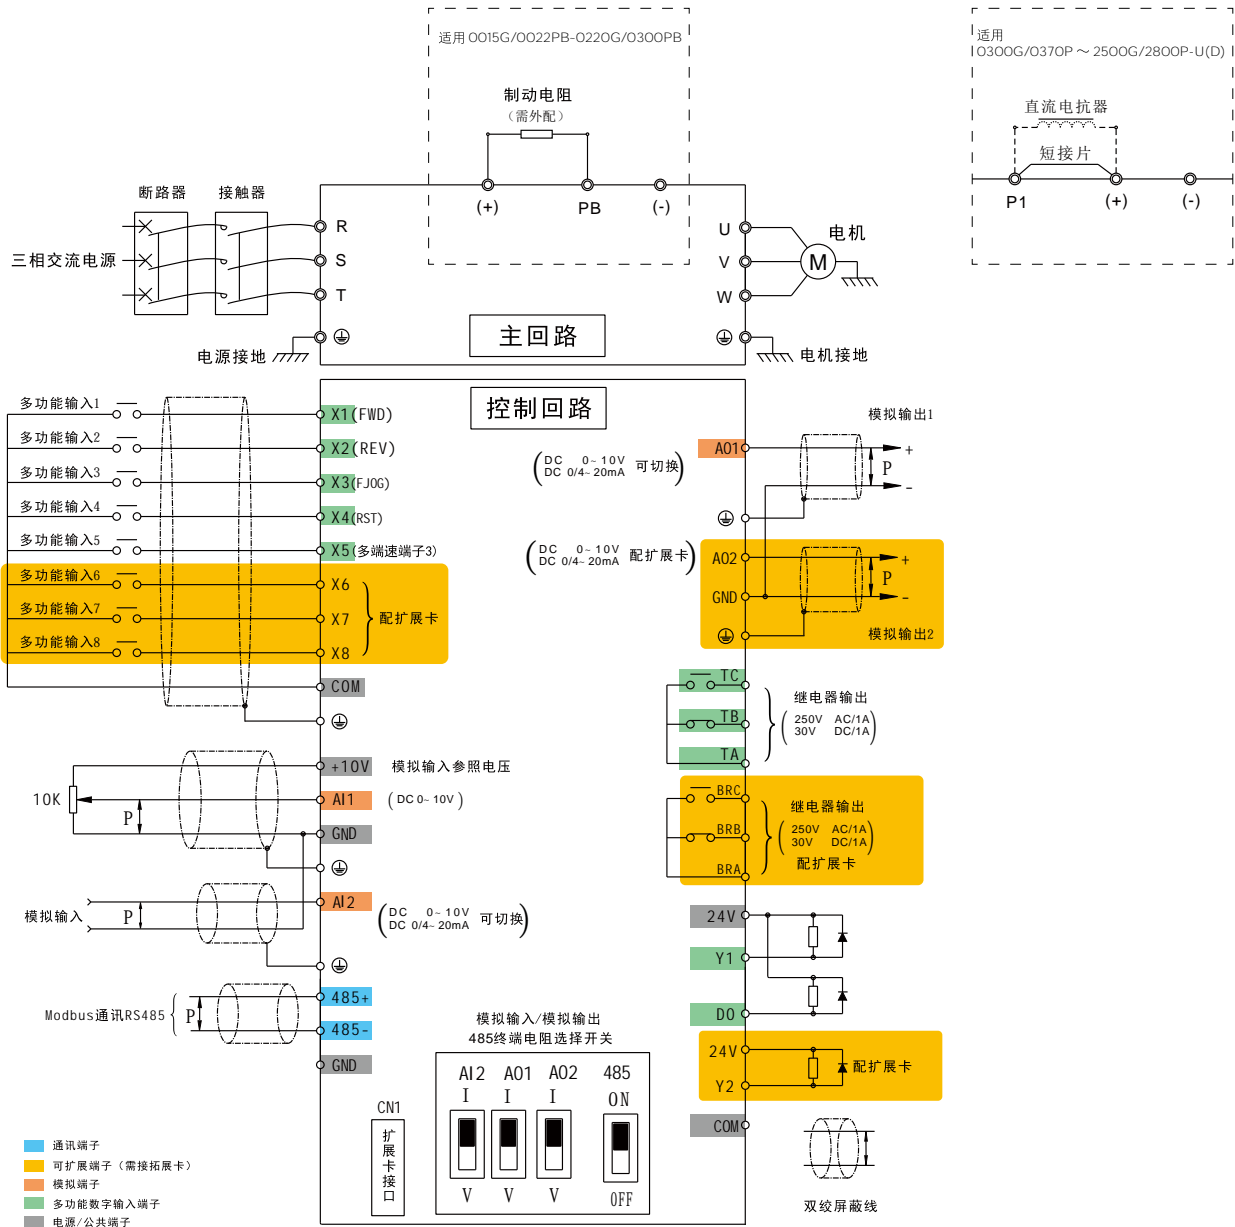 适用 0015G/0022PB-0220G/0300PB
制动电阻
（需外配）
(+)
PB
(-)
适用
0300G/0370P～2500G/2800P-U(D)
直流电抗器
短接片
P1
(+)
(-)
断路器
接触器
三相交流电源
R
S
T
电源接地
主回路
U
V
W
M
电机
电机接地
控制回路
多功能输入1
X1(FWD)
多功能输入2
X2(REV)
多功能输入3
X3(FJOG)
多功能输入4
X4(RST)
多功能输入5
X5(多端速端子3)
多功能输入6
X6
多功能输入7
X7
配扩展卡
多功能输入8
X8
COM
+10V
模拟输入参照电压
10K
AI1
(DC 0~10V)
P
GND
模拟输入
P
AI2
DC 0~10V
DC 0/4~20mA
可切换
Modbus通讯RS485
P
485+
485-
GND
模拟输出1
AO1
DC 0~10V
DC 0/4~20mA
可切换
+
P
-
DC 0~10V
DC 0/4~20mA
配扩展卡
AO2
+
P
GND
-
模拟输出2
TC
TB
TA
继电器输出
250V AC/1A
30V DC/1A
BRC
BRB
BRA
继电器输出
250V AC/1A
30V DC/1A
配扩展卡
24V
Y1
DO
24V
Y2
配扩展卡
COM
双绞屏蔽线
模拟输入/模拟输出
485终端电阻选择开关
AI2 AO1 AO2 485
I I I ON
V V V OFF
CN1
扩展卡接口
通讯端子
可扩展端子（需接拓展卡）
模拟端子
多功能数字输入端子
电源/公共端子